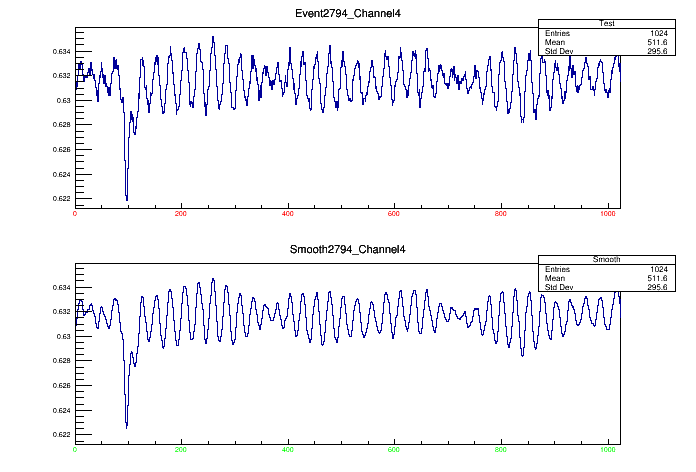 Event2794_Channel4
Test
Entries 1024
Mean 511.6
Std Dev 295.6
0.634
0.632
0.63
0.628
0.626
0.624
0.622
0 200 400 600 800 1000
Smooth2794_Channel4
Smooth
Entries 1024
Mean 511.6
Std Dev 295.6
0.634
0.632
0.63
0.628
0.626
0.624
0.622
0 200 400 600 800 1000